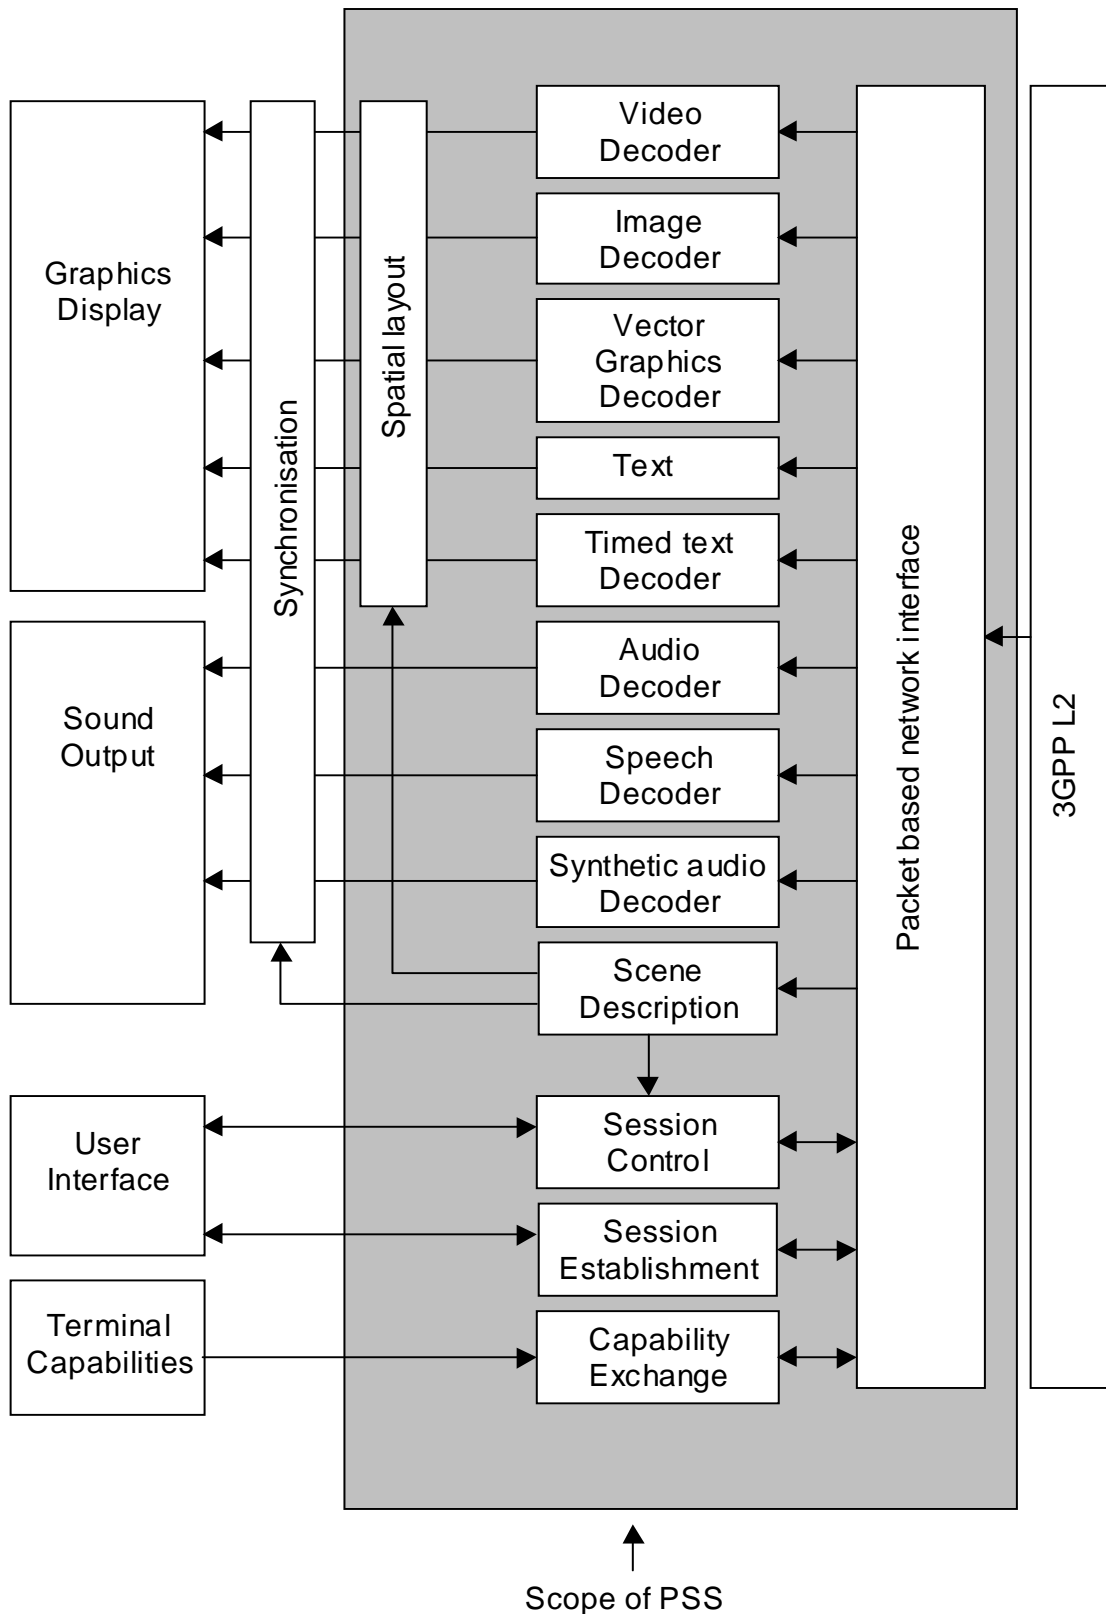 Video
Decoder
Image
Decoder
Graphics
Display
Vector
Graphics
Decoder
Spatial layout
Synchronisation
Text
Timed text
Decoder
Packet based network interface
3GPP L2
Audio
Decoder
Sound
Output
Speech
Decoder
Synthetic audio
Decoder
Scene
Description
User
Interface
Session
Control
Session
Establishment
Terminal
Capabilities
Capability
Exchange
Scope of PSS